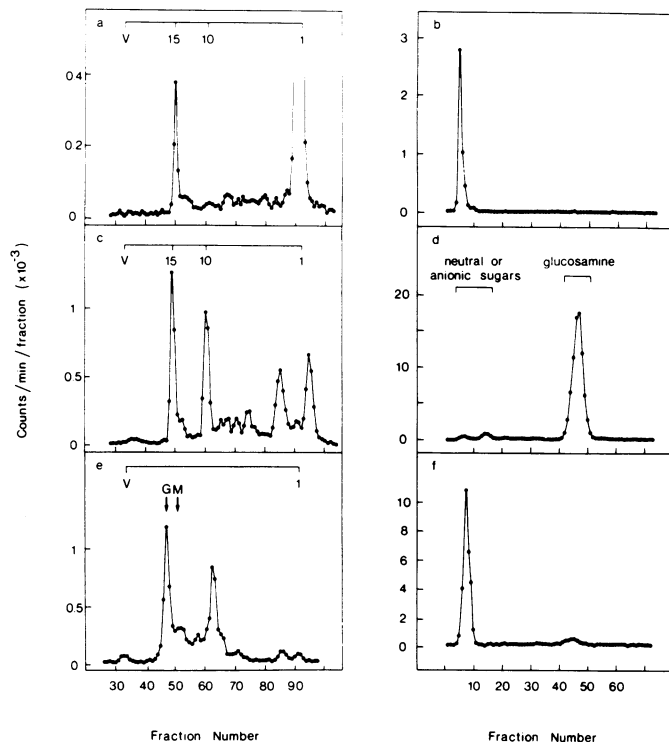 a
V 15 10 1
0 4
0.2
0
b
3
2
1
0
c
V 15 10 1
1
0.5
0
d
neutral or
anionic sugars
glucosamine
20
10
0
Counts/min/fraction (x10-3)
e
V 1
GM
1
0.5
0
30 40 50 60 70 80 90
f
10
8
6
4
2
0
10 20 30 40 50 60
Fraction Number
Fraction Number